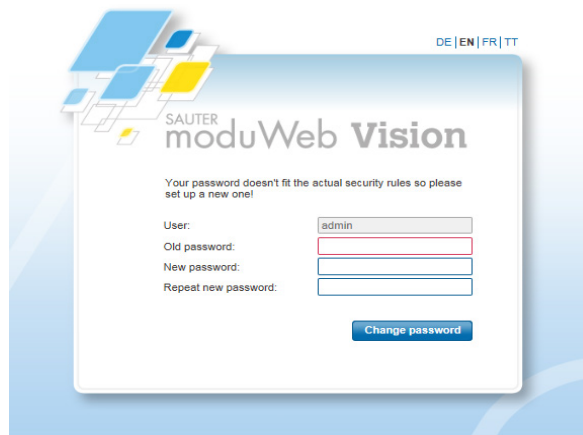 DE | EN | FR | TT
SAUTER
moduWeb Vision
Your password doesn't fit the actual security rules so please
set up a new one!
User:
admin
Old password:
New password:
Repeat new password:
Change password